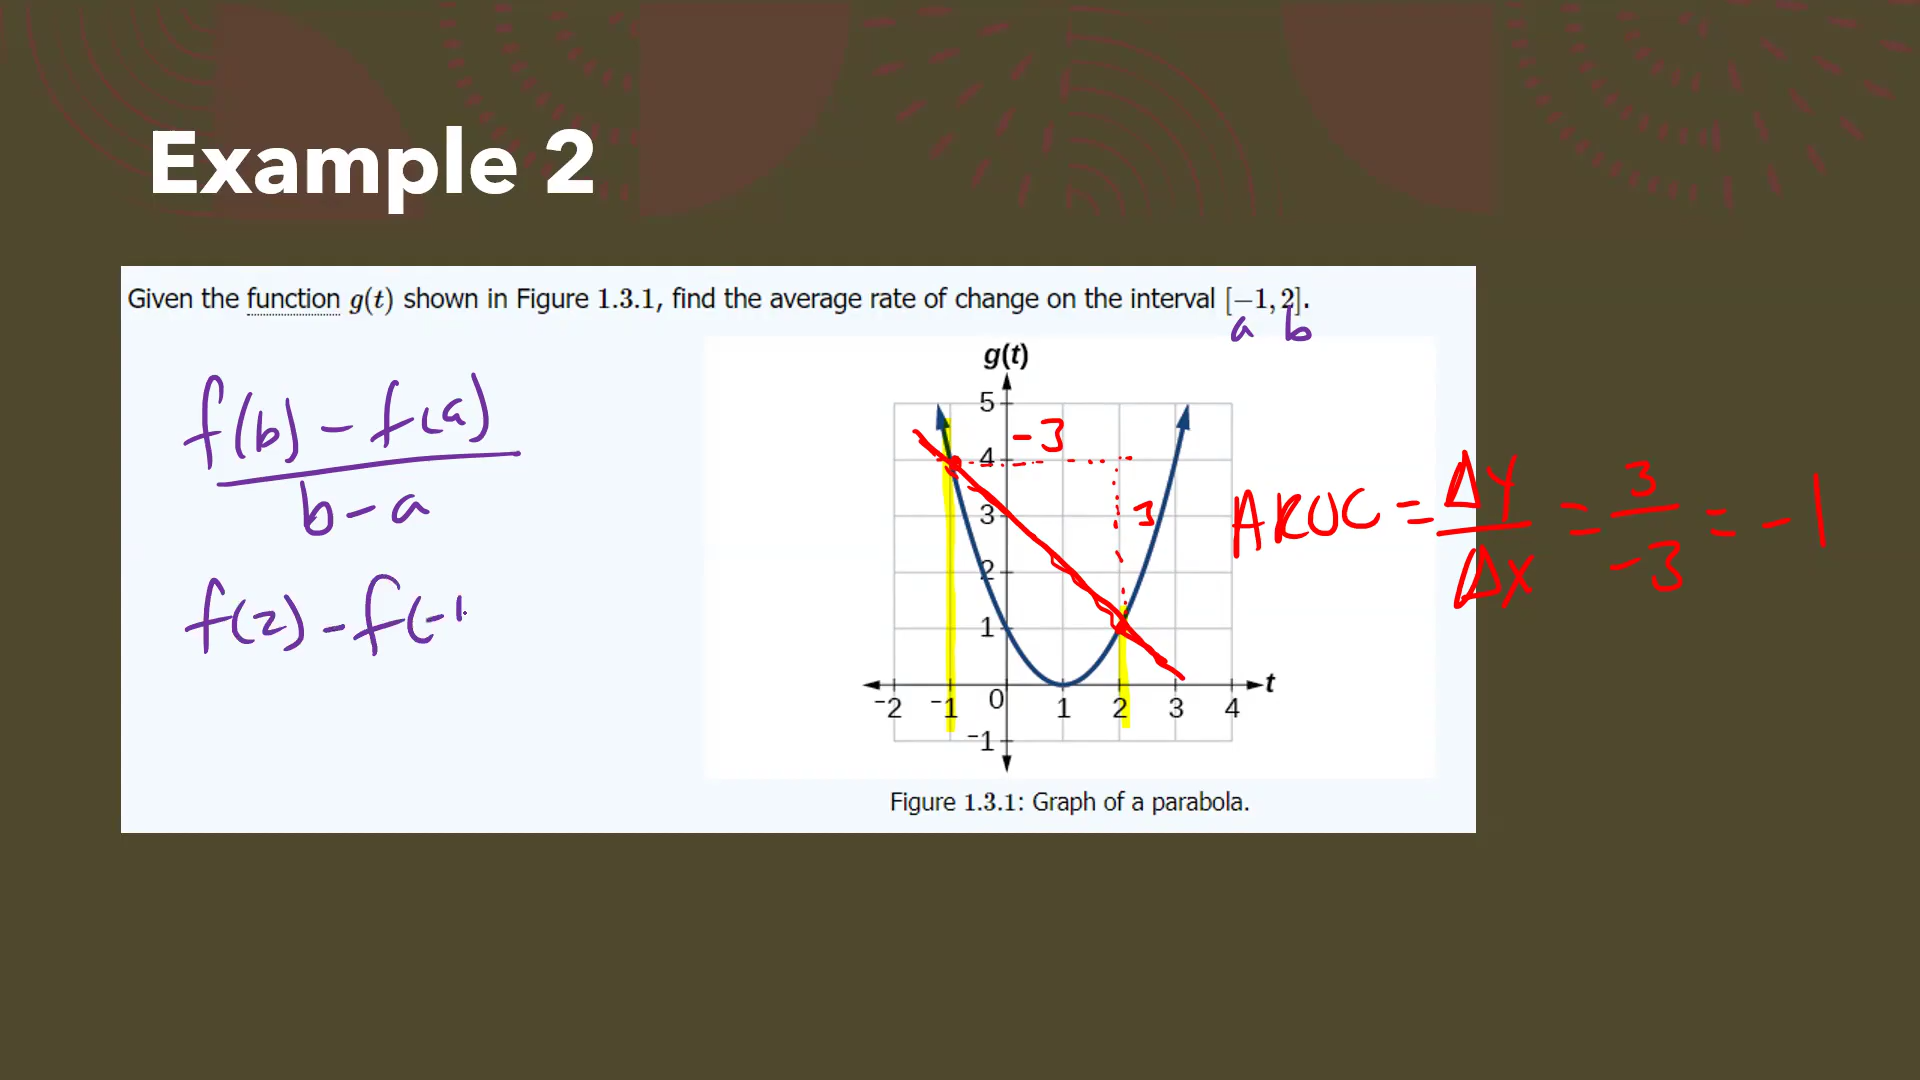 Example 2
Given the function g(t) shown in Figure 1.3.1, find the average rate of change on the interval [−1, 2].
a b
f(b) - f(a)
b - a
f(2) - f(-1
g(t)
5
4
3
2
1
0
-1
-2 -1 1 2 3 4
t
-3
3
AROC = ΔY/ΔX = 3/-3 = -1
Figure 1.3.1: Graph of a parabola.